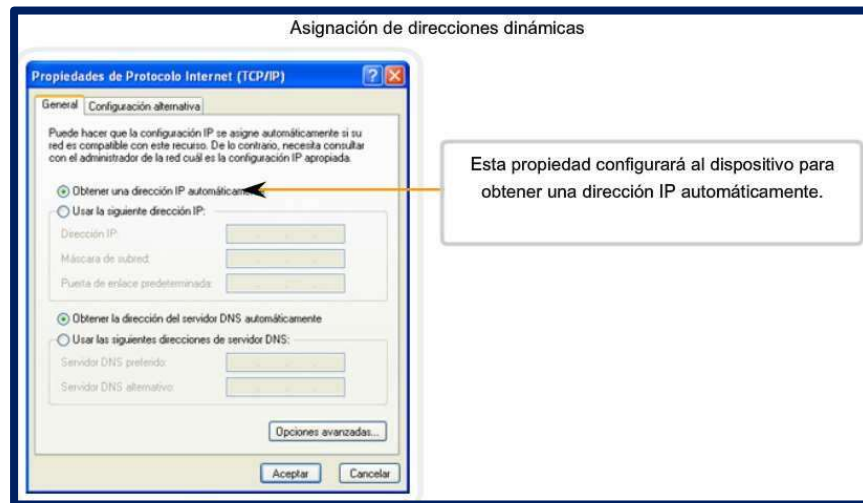 Asignación de direcciones dinámicas
Propiedades de Protocolo Internet (TCP/IP)
General
Configuración alternativa
Puede hacer que la configuración IP se asigne automáticamente si su
red es compatible con este recurso. De lo contrario, necesita consultar
con el administrador de la red cuál es la configuración IP apropiada.
Obtener una dirección IP
Usar la siguiente dirección IP:
Dirección IP:
Máscara de subred:
Puerta de enlace predeterminada:
Obtener la dirección del servidor DNS automáticamente
Usar las siguientes direcciones de servidor DNS:
Servidor DNS preferido:
Servidor DNS alternativo:
Opciones avanzadas...
Aceptar
Cancelar
Esta propiedad configurará al dispositivo para
obtener una dirección IP automáticamente.